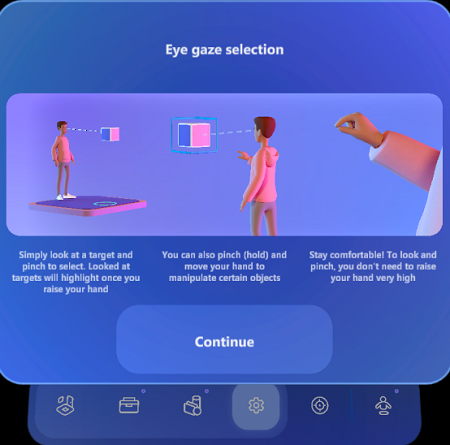 Eye gaze selection
Simply look at a target and
pinch to select. Looked at
targets will highlight once you
raise your hand
You can also pinch (hold) and
move your hand to
manipulate certain objects
Stay comfortable! To look and
pinch, you don't need to raise
your hand very high
Continue